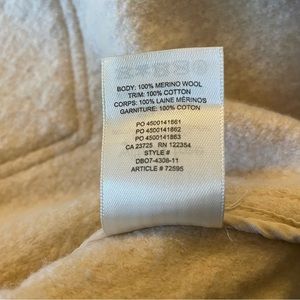 BODY: 100% MERINO WOOL
TRIM: 100% COTTON
CORPS: 100% LAINE MÉRINOS
GARNITURE: 100% COTON
PO 4500141861
PO 4500141862
PO 4500141863
CA 23725 RN 122354
STYLE #
DBO7-4308-11
ARTICLE # 72595